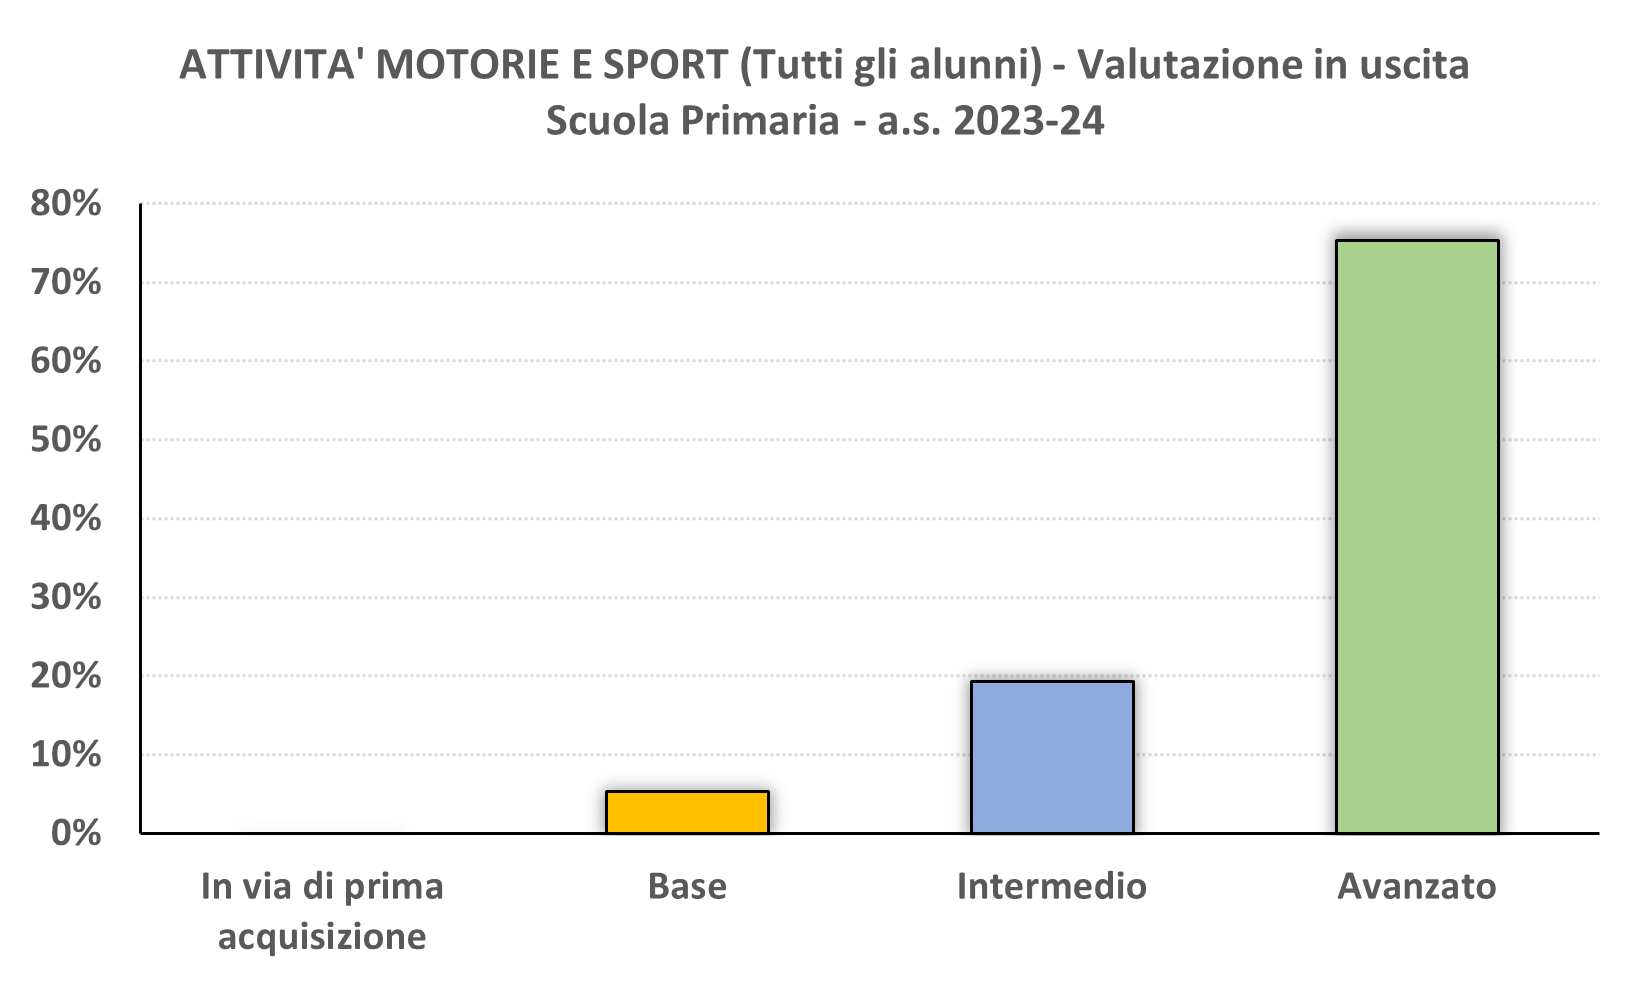 ATTIVITA' MOTORIE E SPORT (Tutti gli alunni) - Valutazione in uscita
Scuola Primaria - a.s. 2023-24
80%
70%
60%
50%
40%
30%
20%
10%
0%
In via di prima
acquisizione
Base
Intermedio
Avanzato